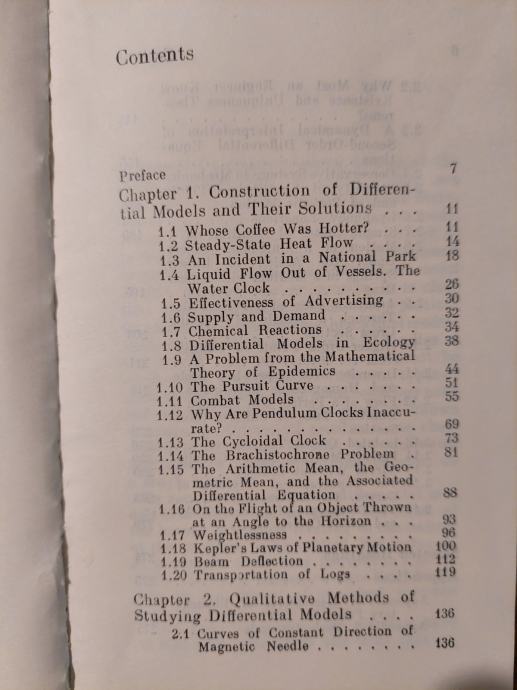 Contents
Preface 7
Chapter 1. Construction of Differen-
tial Models and Their Solutions . . . 11
1.1 Whose Coffee Was Hotter? . . . 11
1.2 Steady-State Heat Flow . . . . 14
1.3 An Incident in a National Park 18
1.4 Liquid Flow Out of Vessels. The
Water Clock . . . . . . . . . . 26
1.5 Effectiveness of Advertising . . 30
1.6 Supply and Demand . . . . . . 32
1.7 Chemical Reactions . . . . . . 34
1.8 Differential Models in Ecology 38
1.9 A Problem from the Mathematical
Theory of Epidemics . . . . . 44
1.10 The Pursuit Curve . . . . . . 51
1.11 Combat Models . . . . . . . . 55
1.12 Why Are Pendulum Clocks Inaccu-
rate? . . . . . . . . . . . . . . 69
1.13 The Cycloidal Clock . . . . . . 73
1.14 The Brachistochrone Problem . 81
1.15 The Arithmetic Mean, the Geo-
metric Mean, and the Associated
Differential Equation . . . . . 88
1.16 On the Flight of an Object Thrown
at an Angle to the Horizon . . . 93
1.17 Weightlessness . . . . . . . . 96
1.18 Kepler's Laws of Planetary Motion 100
1.19 Beam Deflection . . . . . . . . 112
1.20 Transportation of Logs . . . . 119
Chapter 2. Qualitative Methods of
Studying Differential Models . . . . 136
2.1 Curves of Constant Direction of
Magnetic Needle . . . . . . . . 136